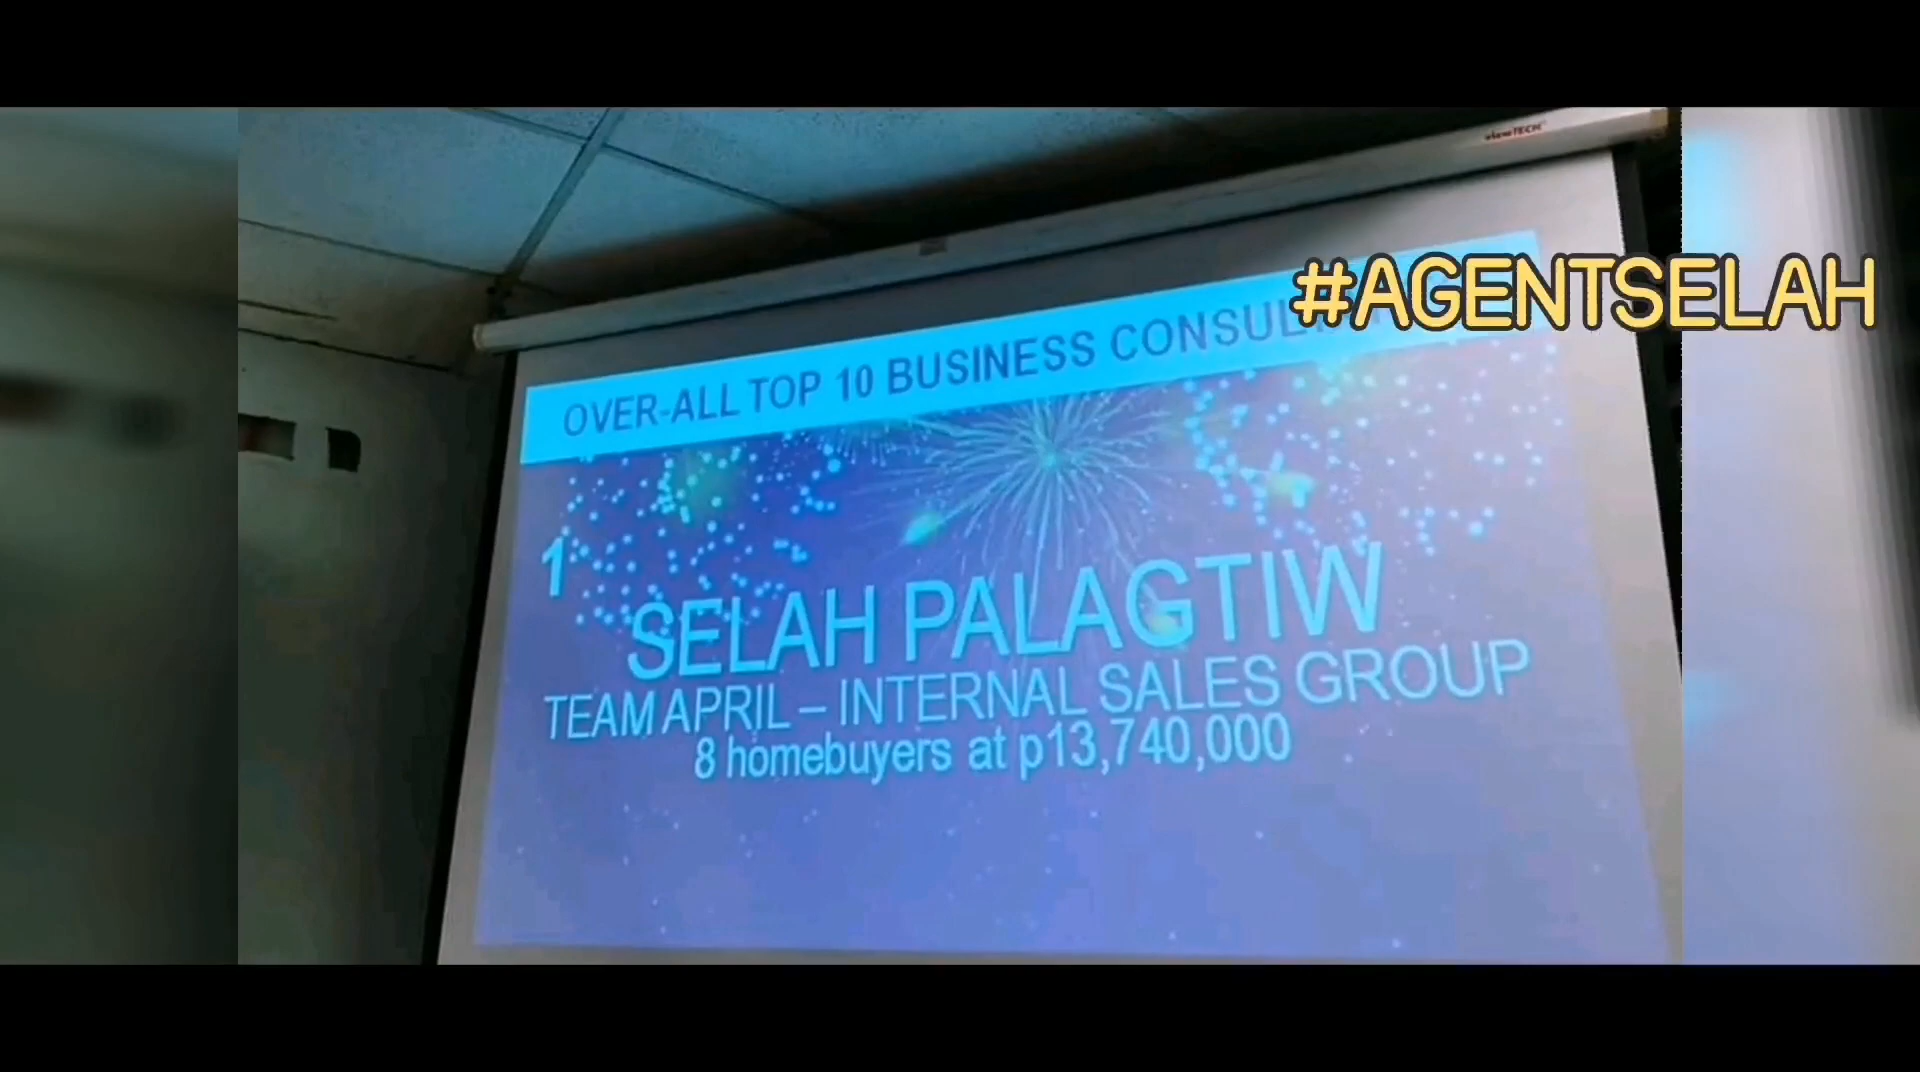 viewTECH
#AGENTSELAH
OVER-ALL TOP 10 BUSINESS
1
SELAH PALAGTIW
TEAM APRIL – INTERNAL SALES GROUP
8 homebuyers at p13,740,000